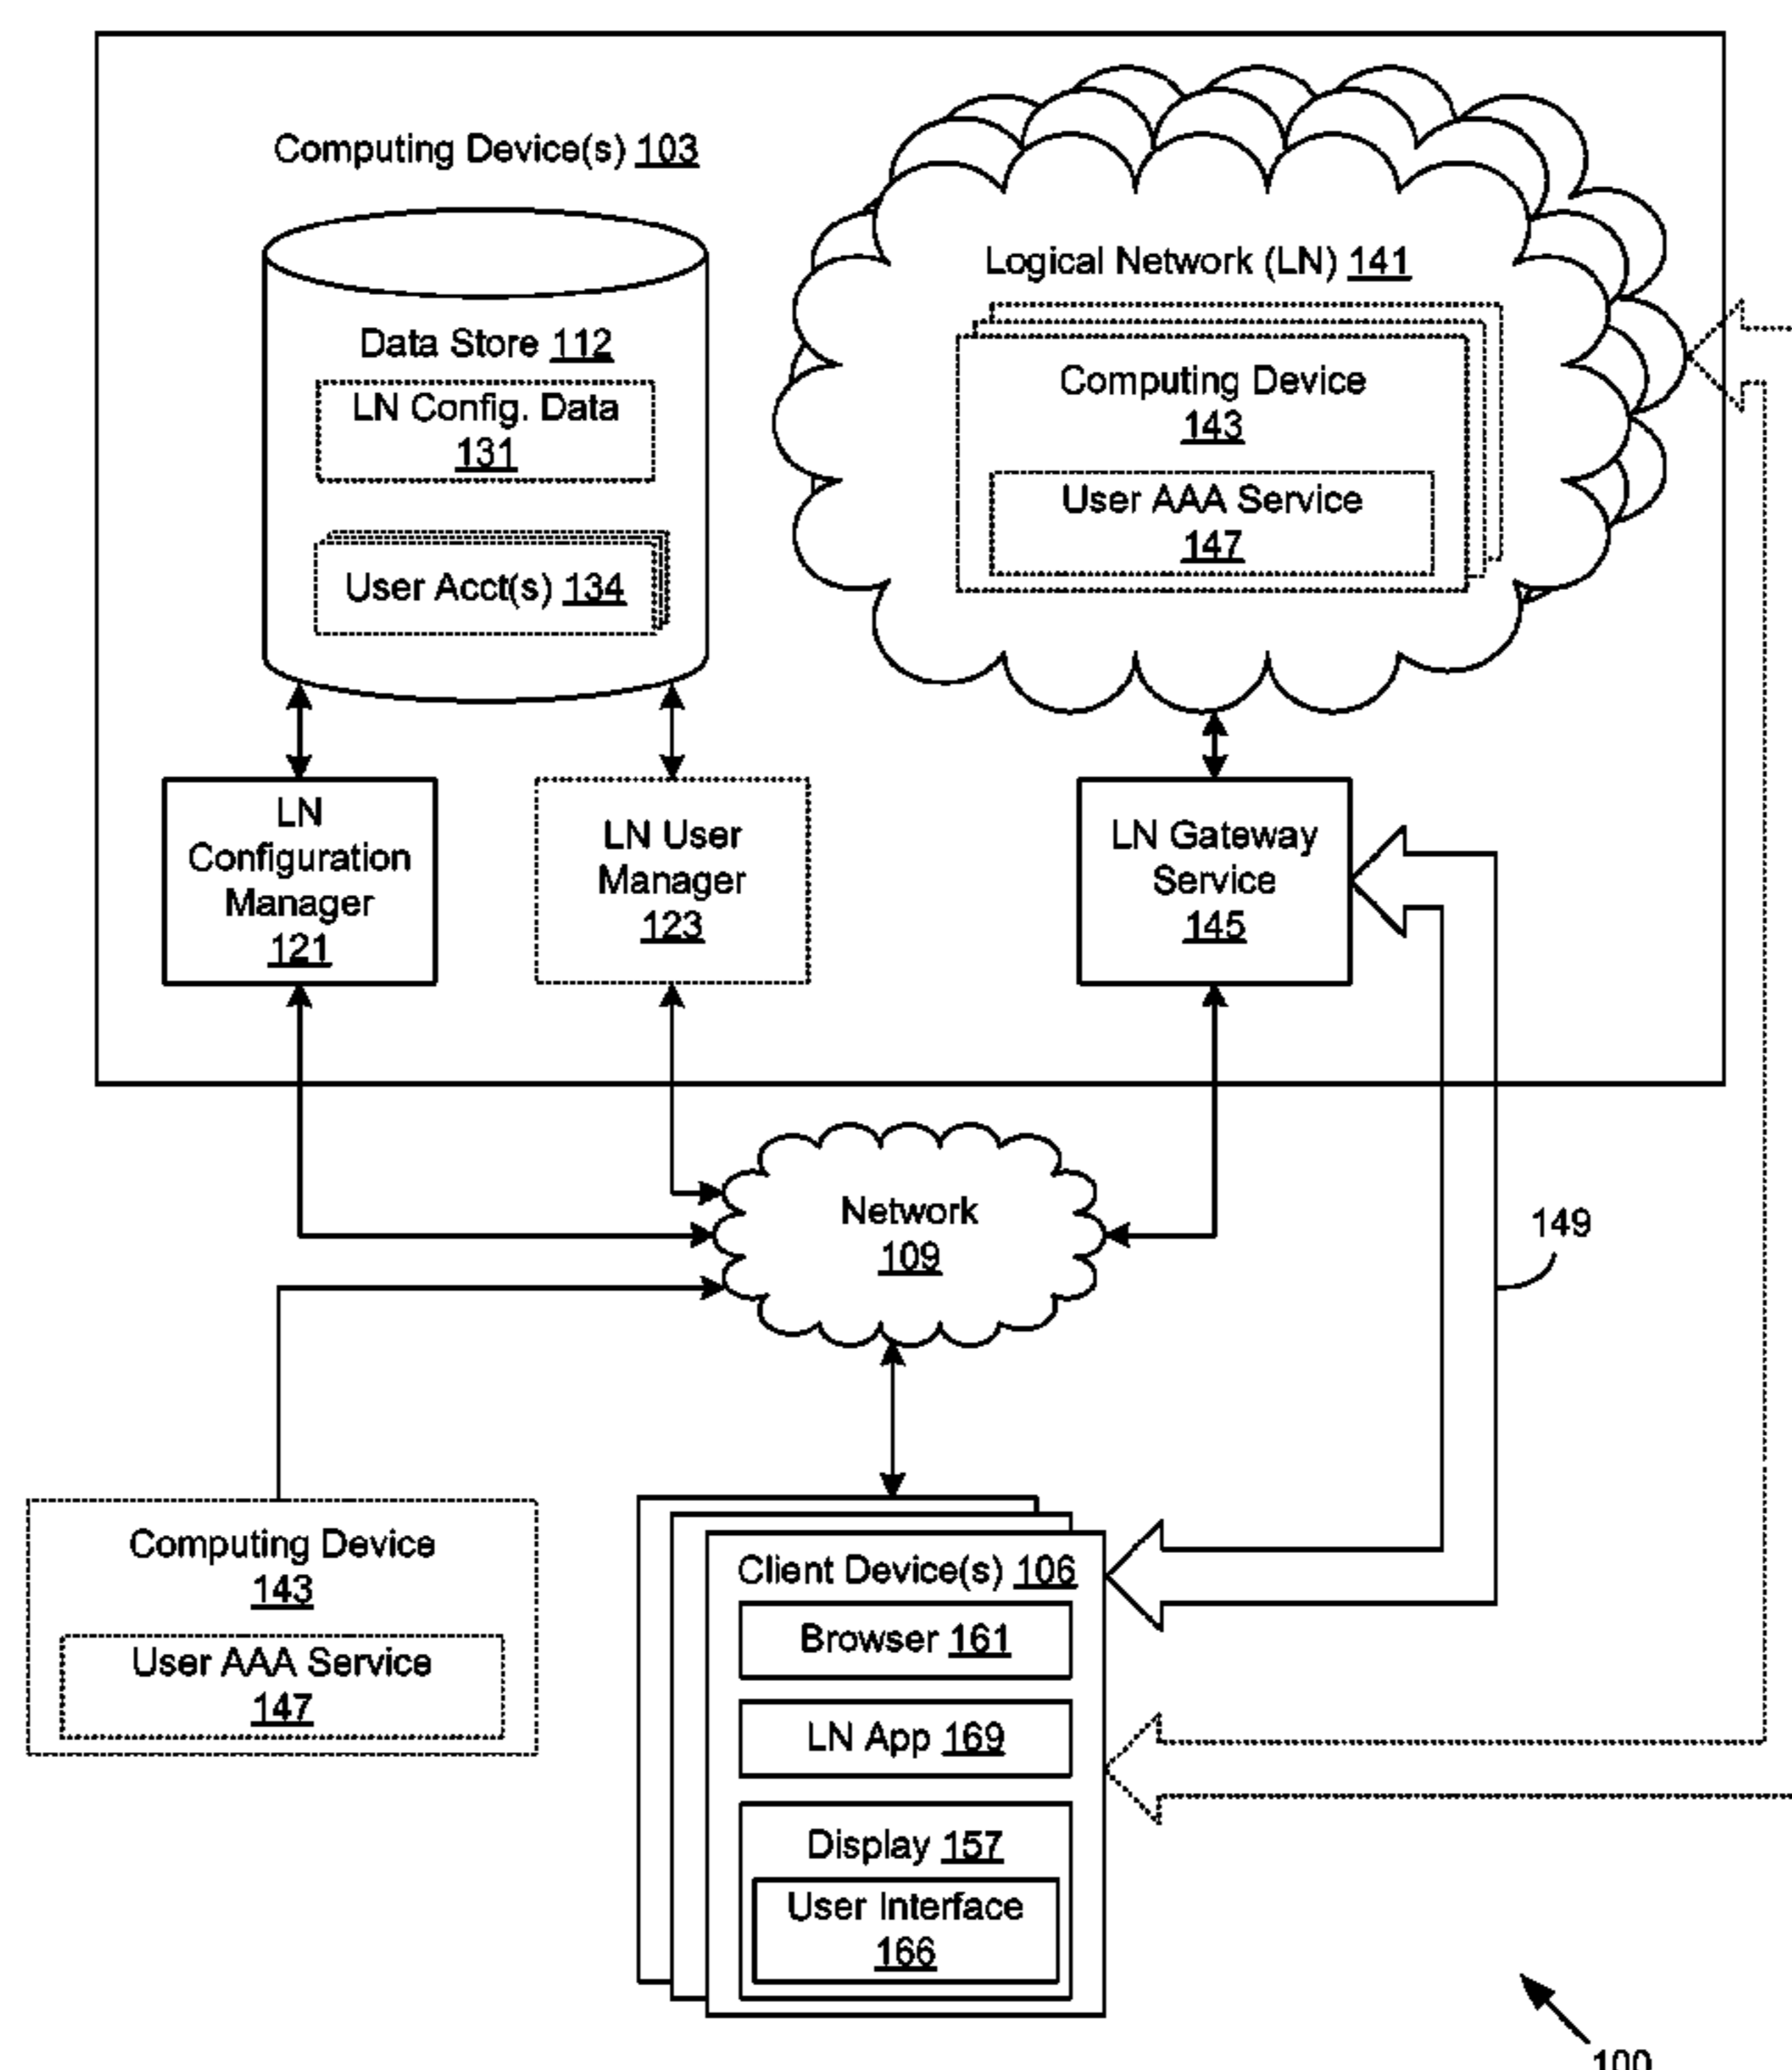 Computing Device(s) 103
Data Store 112
LN Config. Data
131
User Acct(s) 134
Logical Network (LN) 141
Computing Device
143
User AAA Service
147
LN
Configuration
Manager
121
LN User
Manager
123
LN Gateway
Service
145
Network
109
149
Computing Device
143
User AAA Service
147
Client Device(s) 106
Browser 161
LN App 169
Display 157
User Interface
166
100